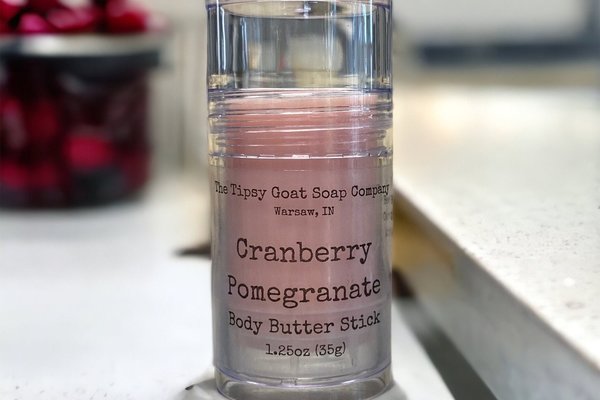 The Tipsy Goat Soap Company
Warsaw, IN
Cranberry
Pomegranate
Body Butter Stick
1.25oz (35g)